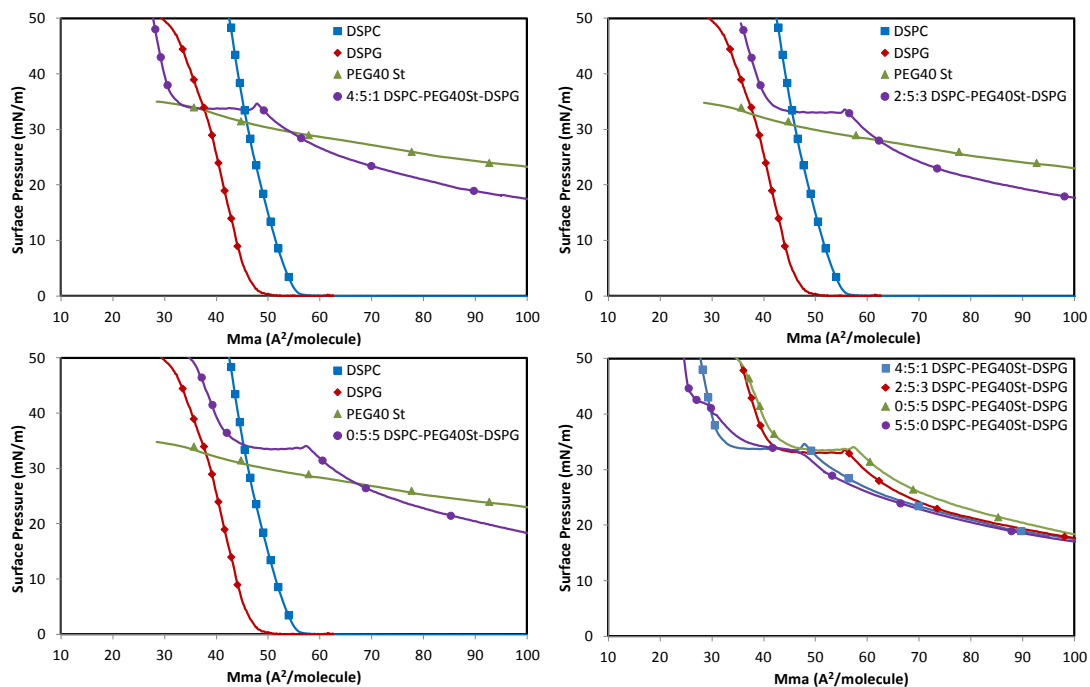 50
40
30
20
10
0
Surface Pressure (mN/m)
10 20 30 40 50 60 70 80 90 100
Mma (A²/molecule)
DSPC
DSPG
PEG40 St
4:5:1 DSPC-PEG40St-DSPG
50
40
30
20
10
0
Surface Pressure (mN/m)
10 20 30 40 50 60 70 80 90 100
Mma (A²/molecule)
DSPC
DSPG
PEG40 St
2:5:3 DSPC-PEG40St-DSPG
50
40
30
20
10
0
Surface Pressure (mN/m)
10 20 30 40 50 60 70 80 90 100
Mma (A²/molecule)
DSPC
DSPG
PEG40 St
0:5:5 DSPC-PEG40St-DSPG
50
40
30
20
10
0
Surface Pressure (mN/m)
10 20 30 40 50 60 70 80 90 100
Mma (A²/molecule)
4:5:1 DSPC-PEG40St-DSPG
2:5:3 DSPC-PEG40St-DSPG
0:5:5 DSPC-PEG40St-DSPG
5:5:0 DSPC-PEG40St-DSPG